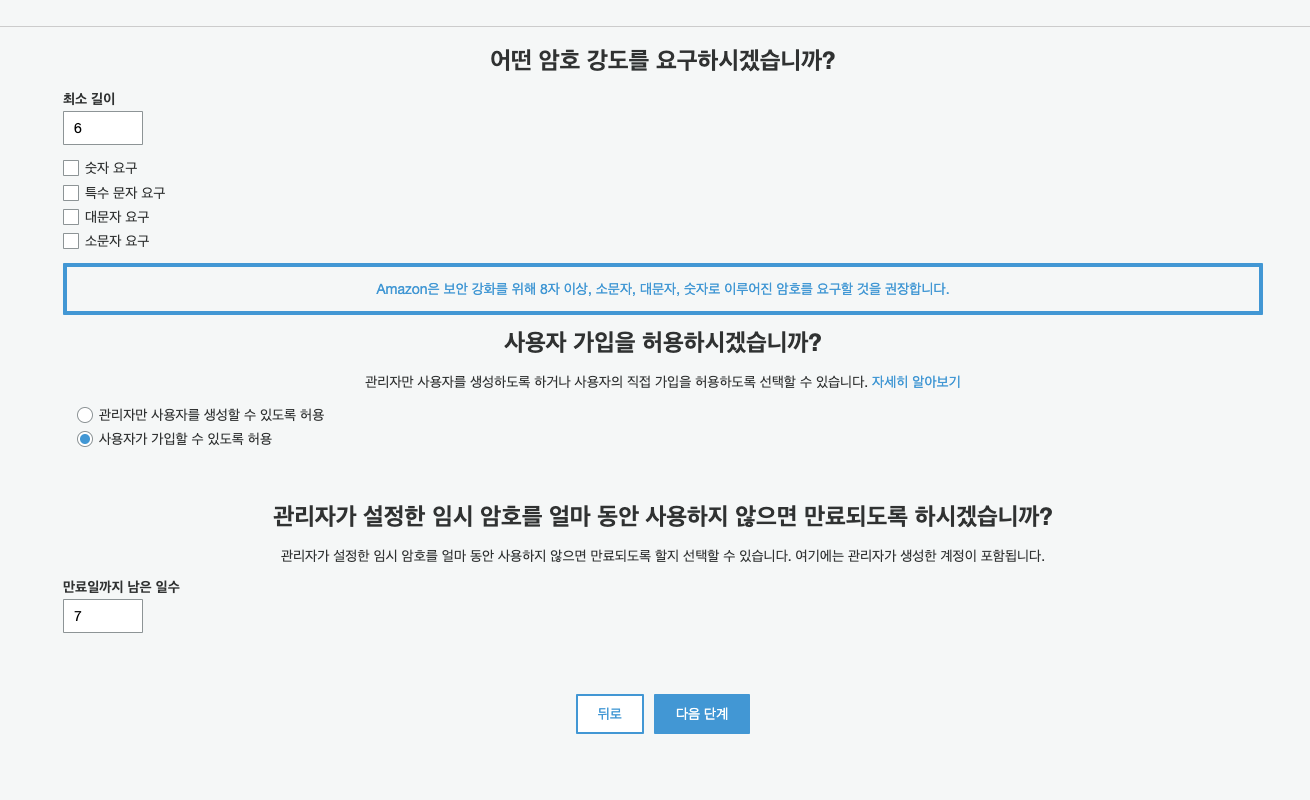 어떤 암호 강도를 요구하시겠습니까?
최소 길이
6
숫자 요구
특수 문자 요구
대문자 요구
소문자 요구
Amazon은 보안 강화를 위해 8자 이상, 소문자, 대문자, 숫자로 이루어진 암호를 요구할 것을 권장합니다.
사용자 가입을 허용하시겠습니까?
관리자만 사용자를 생성하도록 하거나 사용자의 직접 가입을 허용하도록 선택할 수 있습니다. 자세히 알아보기
관리자만 사용자를 생성할 수 있도록 허용
사용자가 가입할 수 있도록 허용
관리자가 설정한 임시 암호를 얼마 동안 사용하지 않으면 만료되도록 하시겠습니까?
관리자가 설정한 임시 암호를 얼마 동안 사용하지 않으면 만료되도록 할지 선택할 수 있습니다. 여기에는 관리자가 생성한 계정이 포함됩니다.
만료일까지 남은 일수
7
뒤로 다음 단계